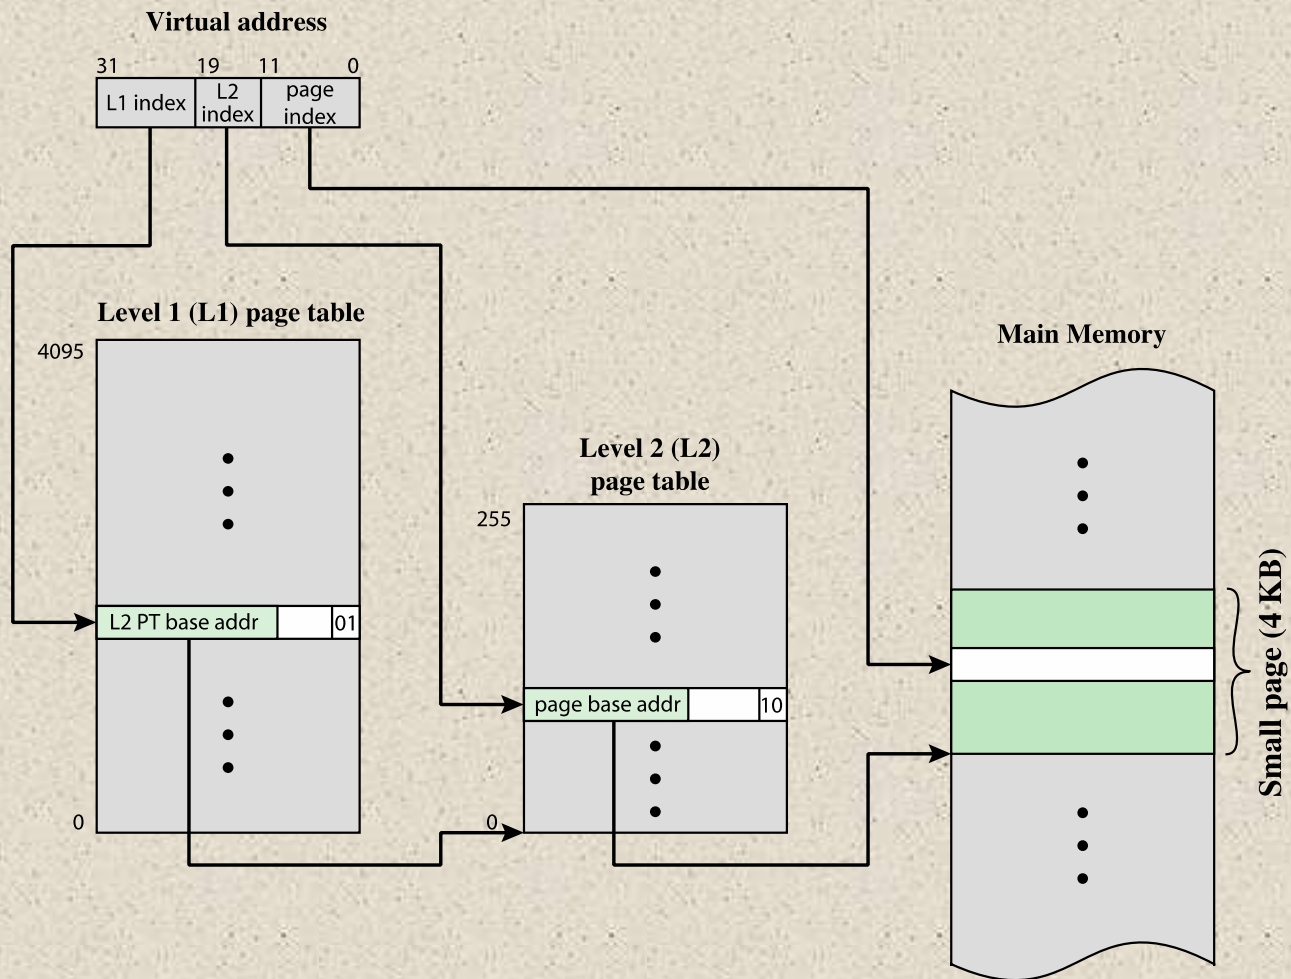 Virtual address
31 19 11 0
L1 index
L2
index
page
index
Level 1 (L1) page table
4095
L2 PT base addr
01
0
Level 2 (L2)
page table
255
page base addr
10
0
Main Memory
Small page (4 KB)